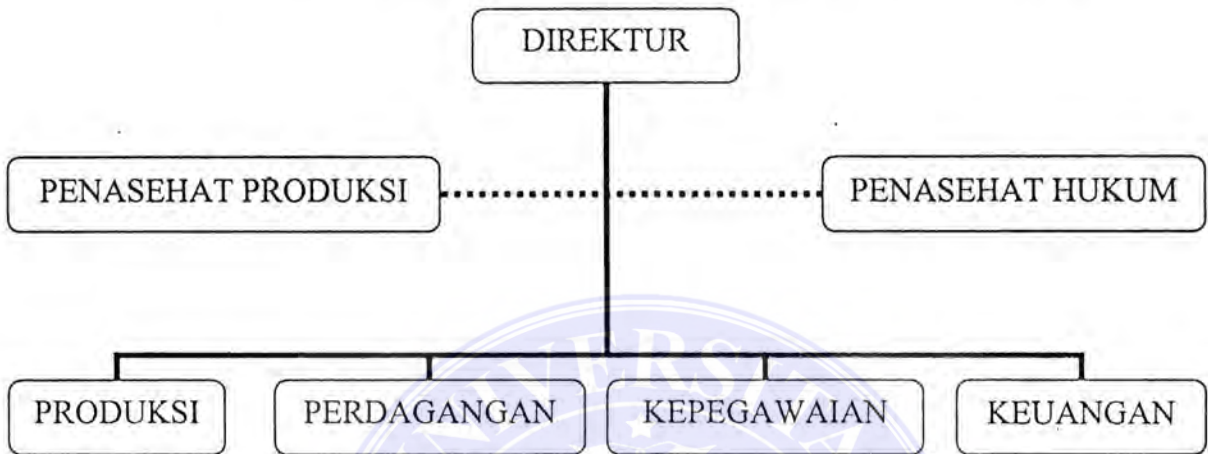 DIREKTUR
PENASEHAT PRODUKSI
PENASEHAT HUKUM
PRODUKSI
PERDAGANGAN
KEPEGAWAIAN
KEUANGAN